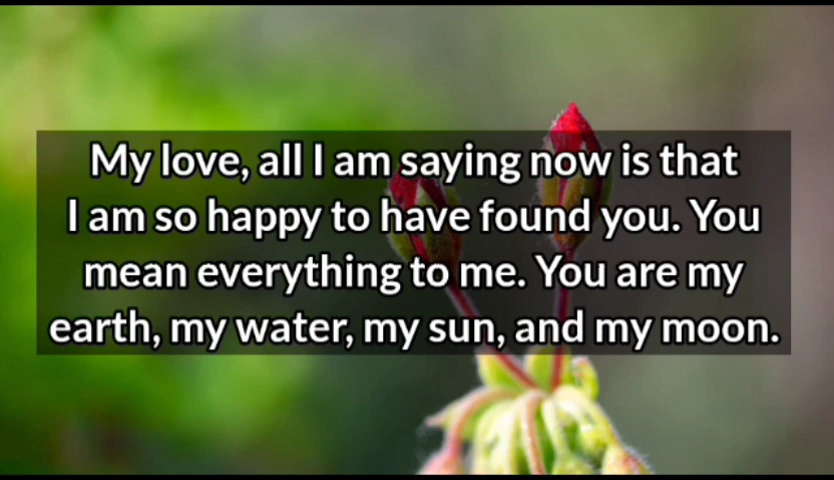 My love, all I am saying now is that
I am so happy to have found you. You
mean everything to me. You are my
earth, my water, my sun, and my moon.